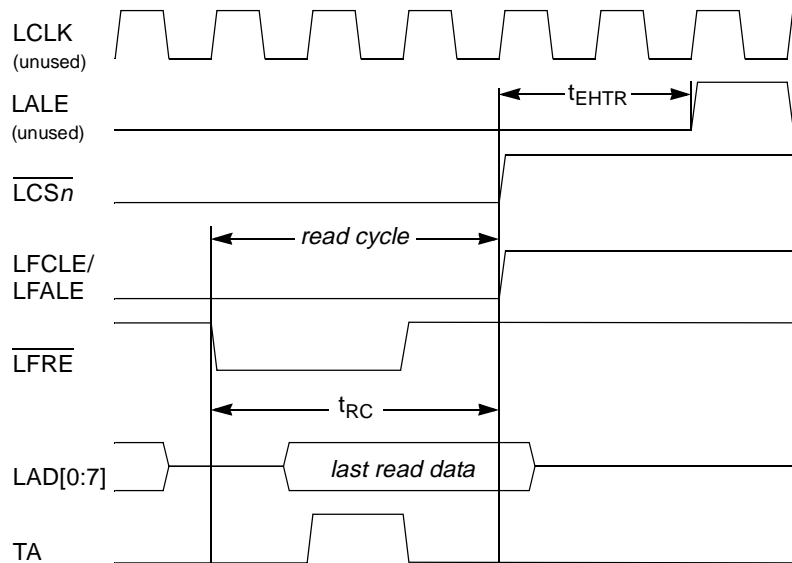 LCLK
(unused)
LALE
(unused)
tEHTR
LCSn
read cycle
LFCLE/
LFALE
LFRE
tRC
LAD[0:7]
last read data
TA